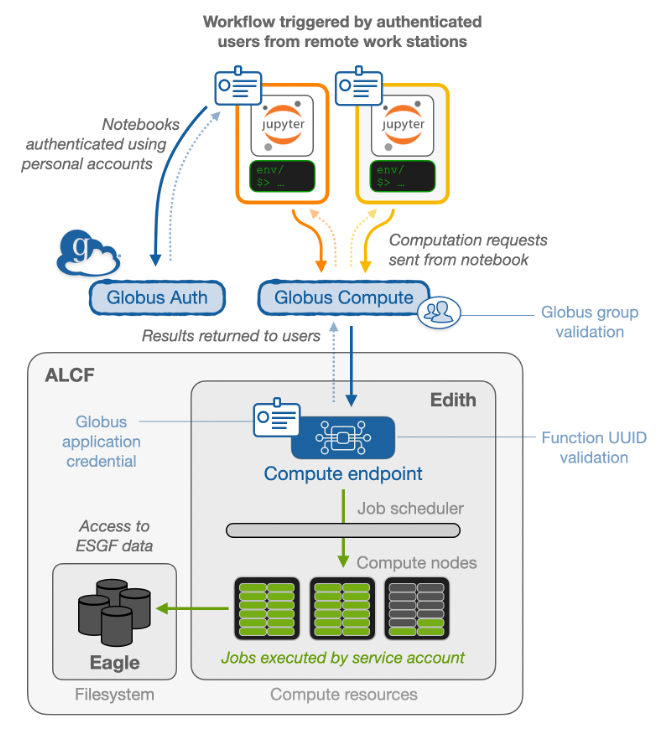 Workflow triggered by authenticated
users from remote work stations
jupyter
jupyter
env/
$> ...
env/
$> ...
Notebooks
authenticated using
personal accounts
Computation requests
sent from notebook
g
Globus Auth
Globus Compute
Globus group
validation
Results returned to users
ALCF
Edith
Globus
application
credential
Function UUID
validation
Compute endpoint
Job scheduler
Access to
ESGF data
Compute nodes
Eagle
Jobs executed by service account
Filesystem
Compute resources